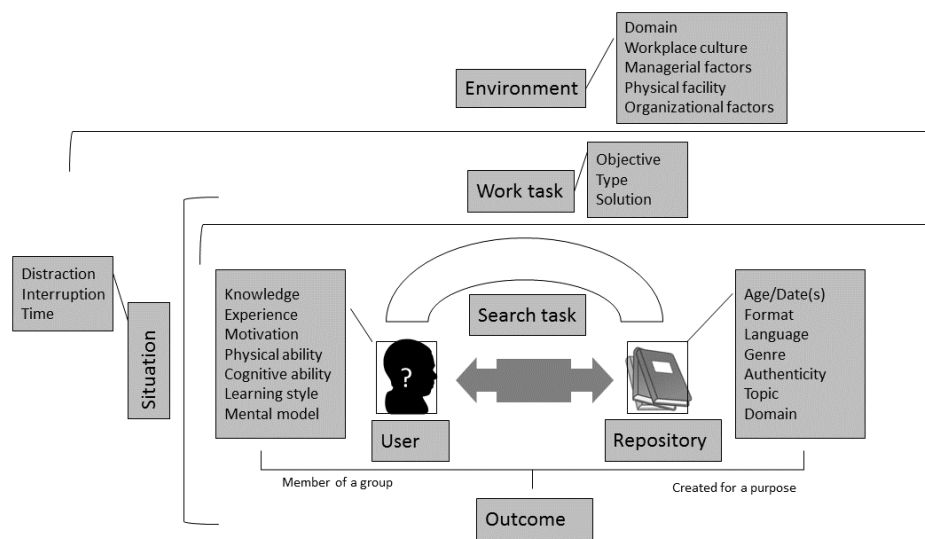 Domain
Workplace culture
Managerial factors
Physical facility
Organizational factors
Environment
Objective
Type
Solution
Work task
Distraction
Interruption
Time
Situation
Knowledge
Experience
Motivation
Physical ability
Cognitive ability
Learning style
Mental model
Search task
?
Age/Date(s)
Format
Language
Genre
Authenticity
Topic
Domain
User
Repository
Member of a group
Created for a purpose
Outcome